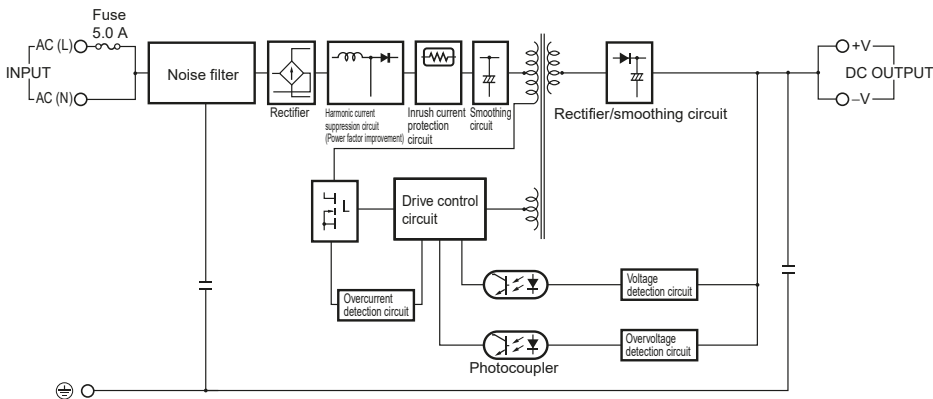 Fuse
5.0 A
AC (L)
INPUT
AC (N)
Noise filter
Rectifier
Harmonic current
suppression circuit
(Power factor improvement)
Inrush current
protection
circuit
Smoothing
circuit
Rectifier/smoothing circuit
+V
DC OUTPUT
–V
Drive control
circuit
Overcurrent
detection circuit
Voltage
detection circuit
Overvoltage
detection circuit
Photocoupler